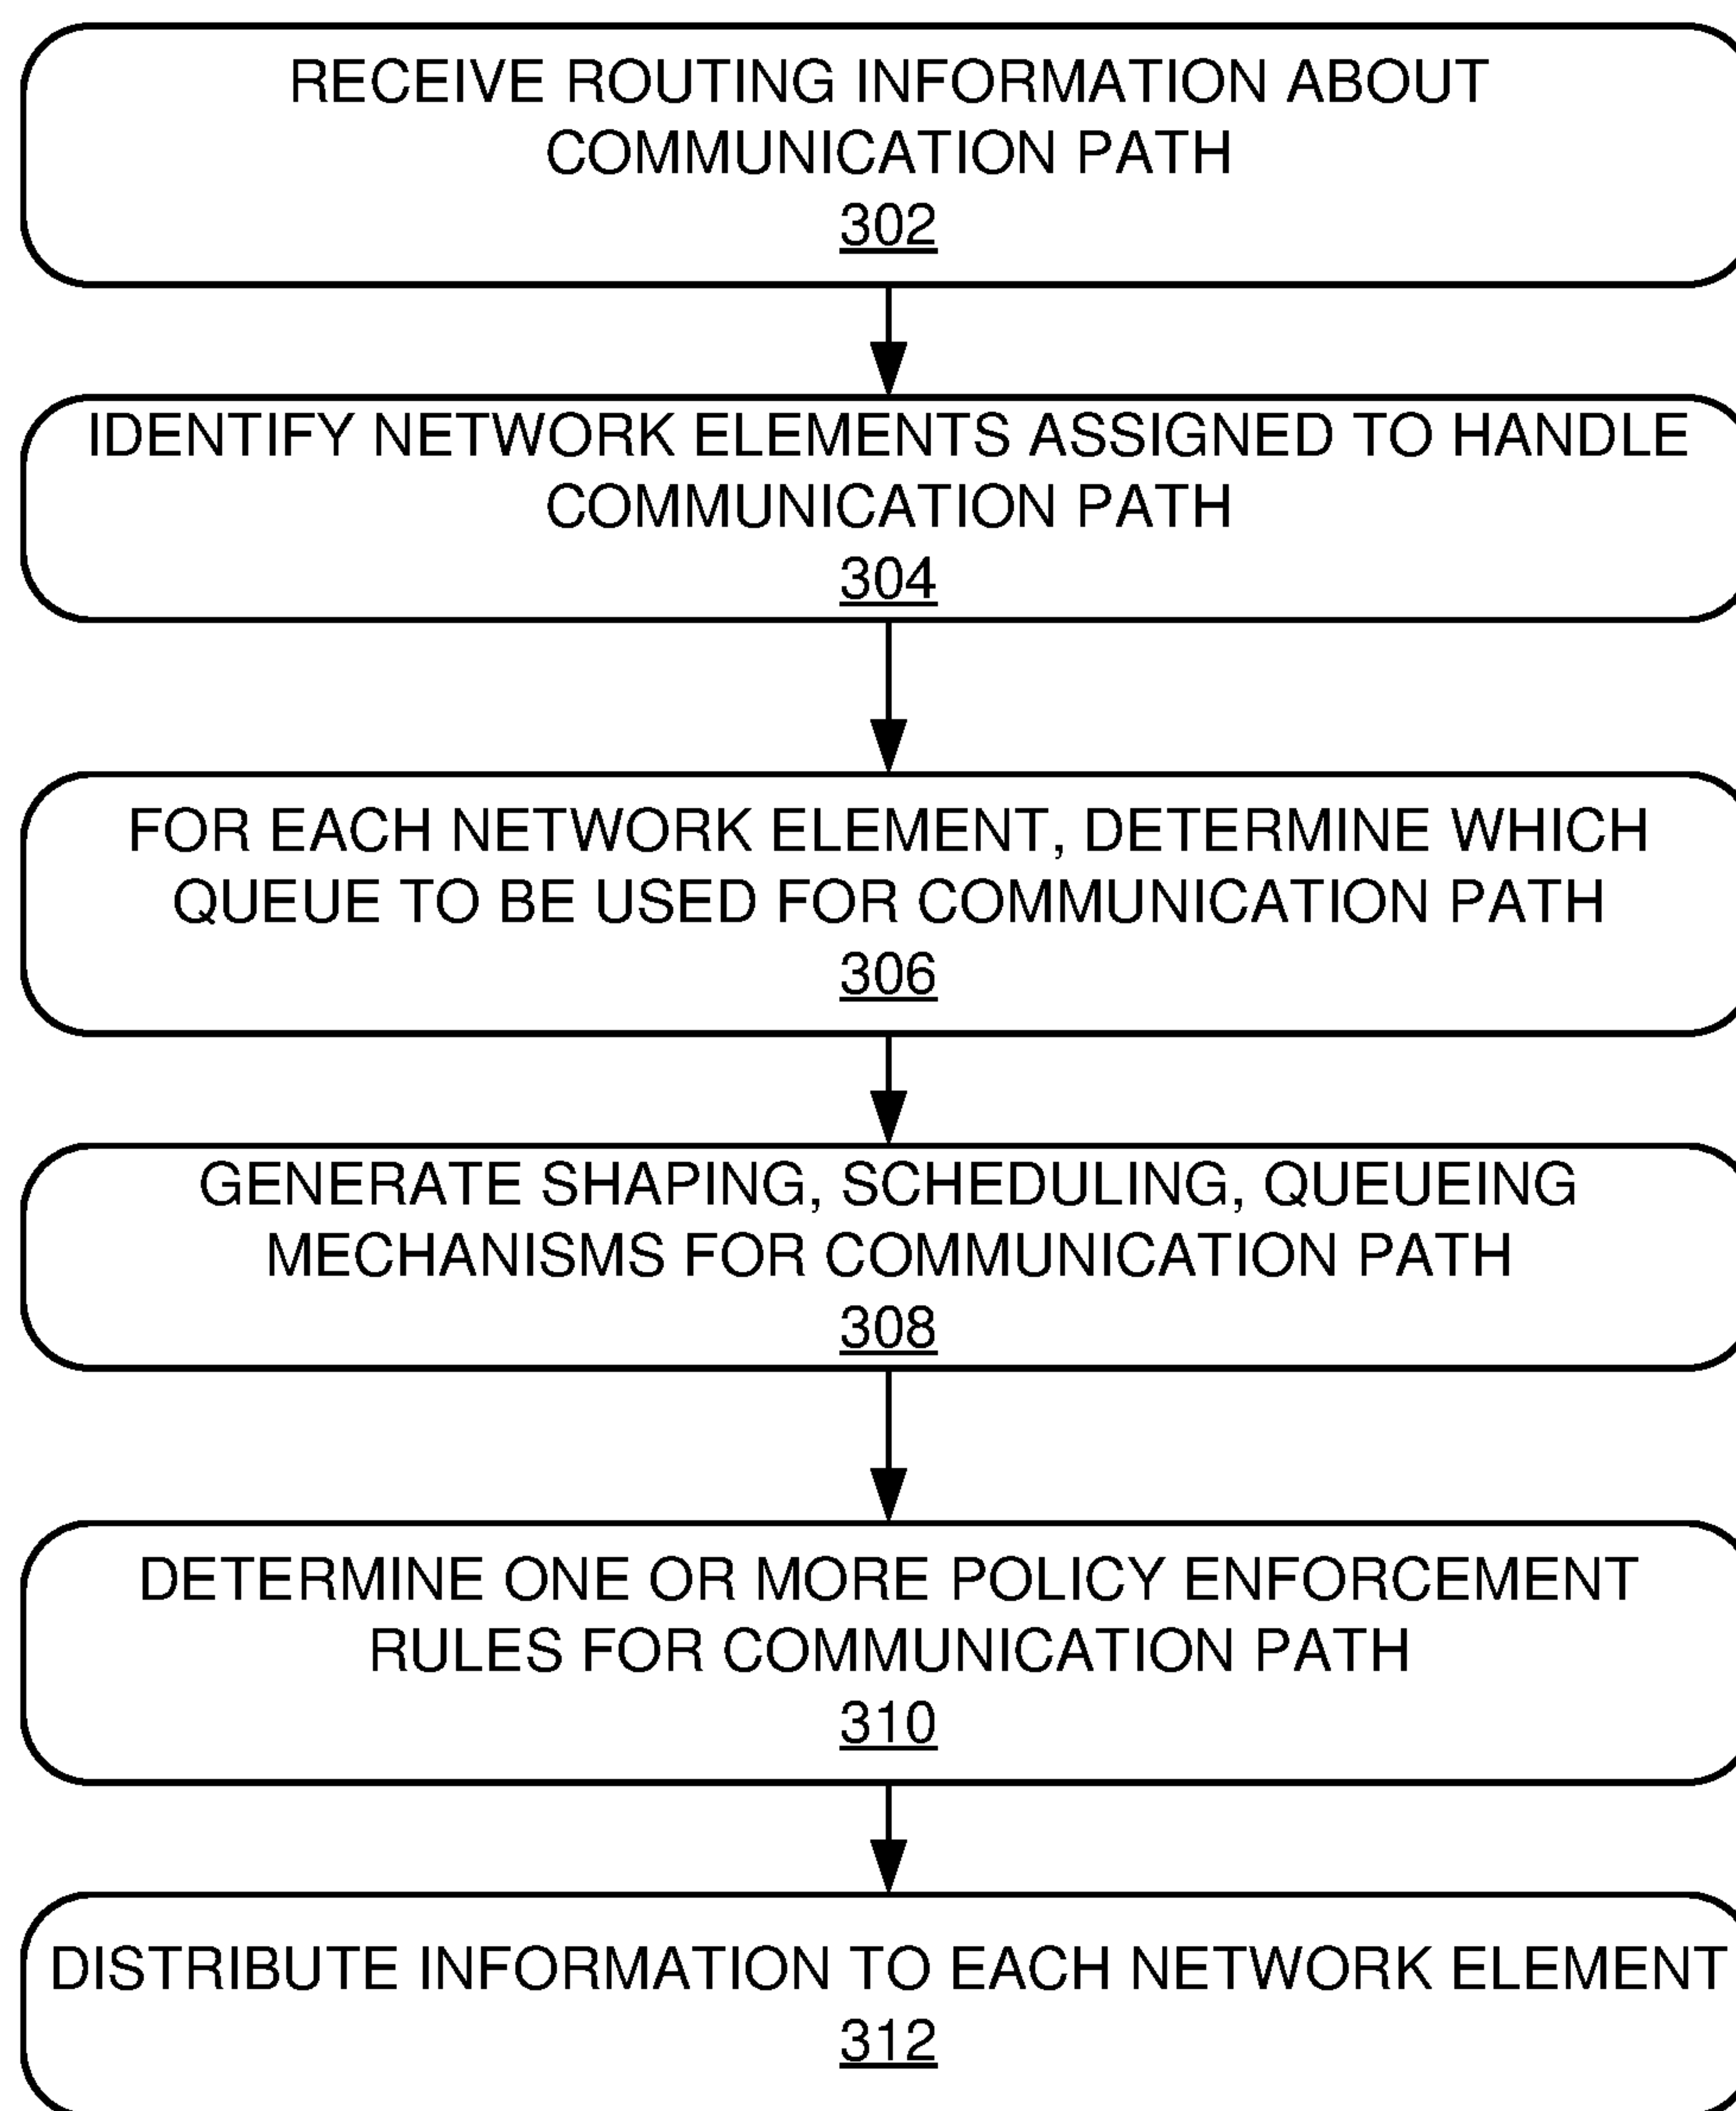 RECEIVE ROUTING INFORMATION ABOUT
COMMUNICATION PATH
302
IDENTIFY NETWORK ELEMENTS ASSIGNED TO HANDLE
COMMUNICATION PATH
304
FOR EACH NETWORK ELEMENT, DETERMINE WHICH
QUEUE TO BE USED FOR COMMUNICATION PATH
306
GENERATE SHAPING, SCHEDULING, QUEUEING
MECHANISMS FOR COMMUNICATION PATH
308
DETERMINE ONE OR MORE POLICY ENFORCEMENT
RULES FOR COMMUNICATION PATH
310
DISTRIBUTE INFORMATION TO EACH NETWORK ELEMENT
312